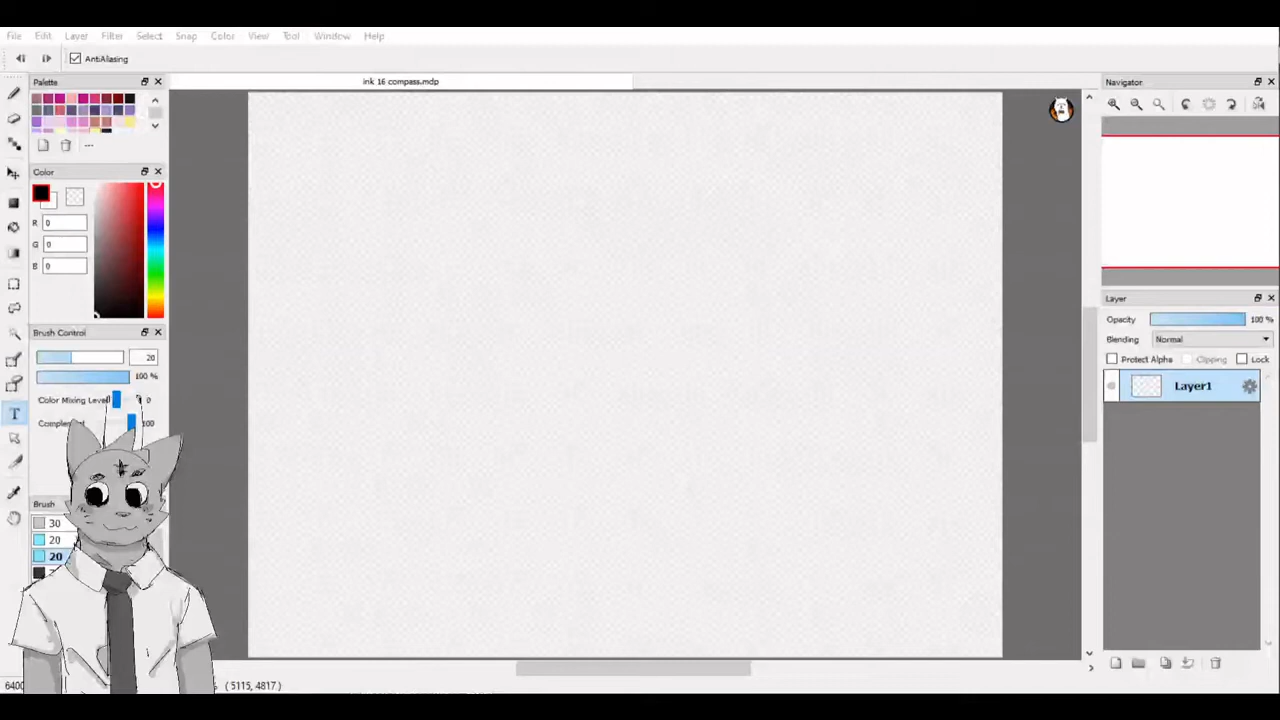 File Edit Layer Filter Select Snap Color View Tool Window Help
AntiAliasing
Palette
ink 16 compass.mdp
Navigator
Color
R 0
G 0
B 0
Layer
Opacity 100 %
Blending Normal
Protect Alpha Clipping Lock
Layer1
Brush Control
20
100 %
Color Mixing Level 0
100
Brush
30
20
20
( 5115, 4817 )